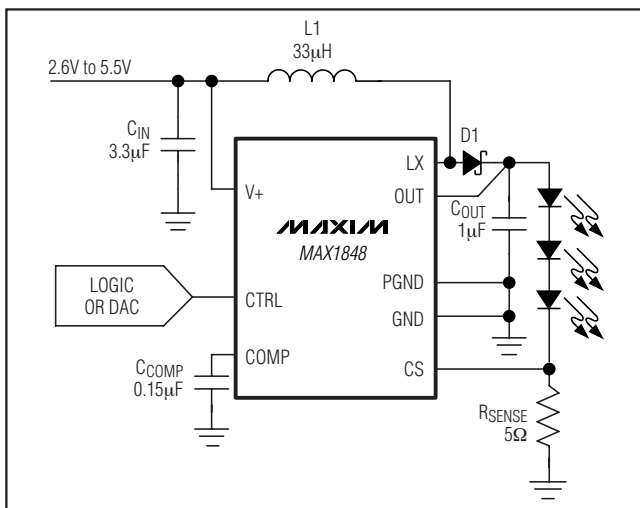 L1
33μH
2.6V to 5.5V
CIN
3.3μF
D1
LX
V+
OUT
COUT
1μF
MAXIM
MAX1848
LOGIC
OR DAC
CTRL
PGND
GND
COMP
CCOMP
0.15μF
CS
RSENSE
5Ω